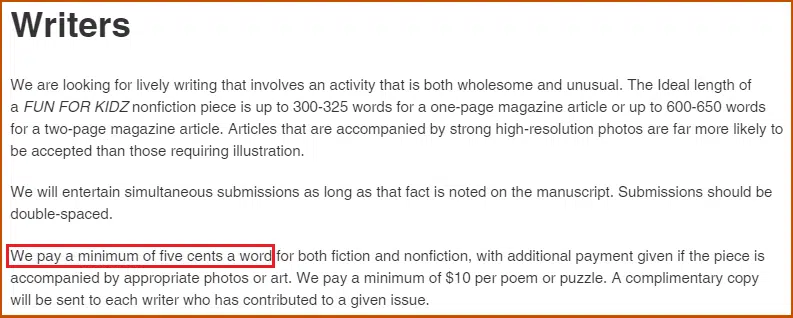 Writers
We are looking for lively writing that involves an activity that is both wholesome and unusual. The Ideal length of
a FUN FOR KIDZ nonfiction piece is up to 300-325 words for a one-page magazine article or up to 600-650 words
for a two-page magazine article. Articles that are accompanied by strong high-resolution photos are far more likely to
be accepted than those requiring illustration.
We will entertain simultaneous submissions as long as that fact is noted on the manuscript. Submissions should be
double-spaced.
We pay a minimum of five cents a word for both fiction and nonfiction, with additional payment given if the piece is
accompanied by appropriate photos or art. We pay a minimum of $10 per poem or puzzle. A complimentary copy
will be sent to each writer who has contributed to a given issue.